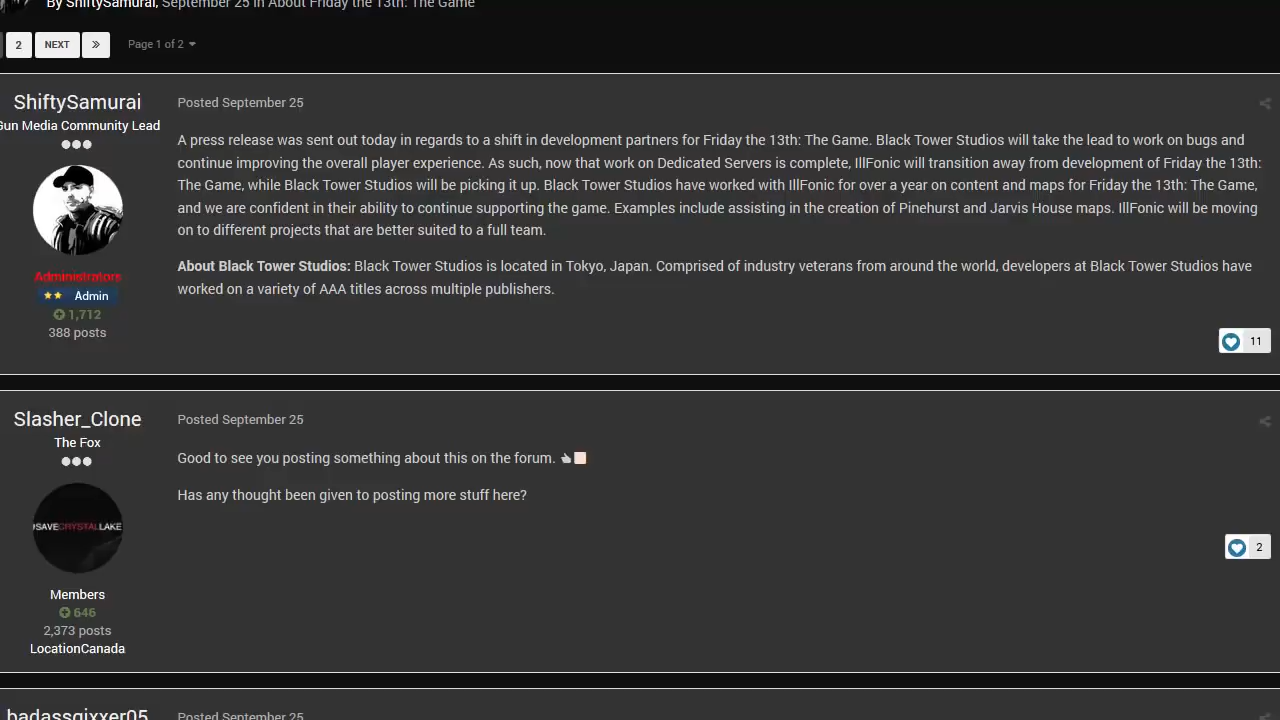 By ShiftySamurai, September 25 in About Friday the 13th: The Game
2 NEXT Page 1 of 2
ShiftySamurai
Gun Media Community Lead
Administrators
Admin
1,712
388 posts
Posted September 25
A press release was sent out today in regards to a shift in development partners for Friday the 13th: The Game. Black Tower Studios will take the lead to work on bugs and
continue improving the overall player experience. As such, now that work on Dedicated Servers is complete, IllFonic will transition away from development of Friday the 13th:
The Game, while Black Tower Studios will be picking it up. Black Tower Studios have worked with IllFonic for over a year on content and maps for Friday the 13th: The Game,
and we are confident in their ability to continue supporting the game. Examples include assisting in the creation of Pinehurst and Jarvis House maps. IllFonic will be moving
on to different projects that are better suited to a full team.
About Black Tower Studios: Black Tower Studios is located in Tokyo, Japan. Comprised of industry veterans from around the world, developers at Black Tower Studios have
worked on a variety of AAA titles across multiple publishers.
11
Slasher_Clone
The Fox
SAVECRYSTALLAKE
Members
646
2,373 posts
LocationCanada
Posted September 25
Good to see you posting something about this on the forum.
Has any thought been given to posting more stuff here?
2
badassgixxer05
Posted September 25